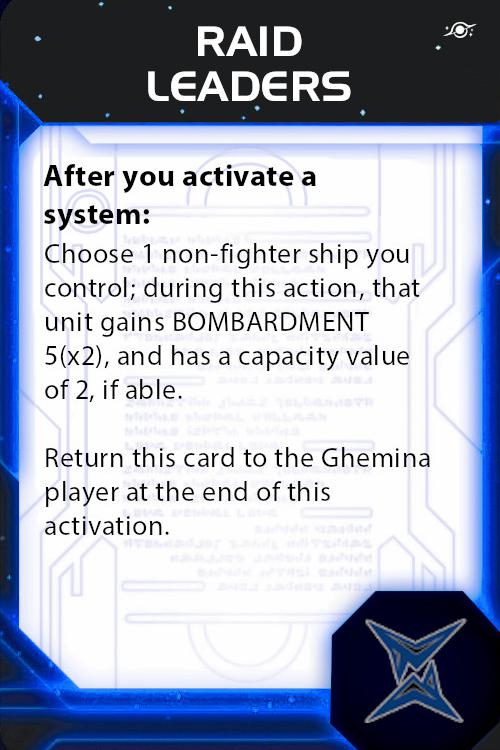 RAID
LEADERS
After you activate a
system:
Choose 1 non-fighter ship you
control; during this action, that
unit gains BOMBARDMENT
5(x2), and has a capacity value
of 2, if able.
Return this card to the Ghemina
player at the end of this
activation.